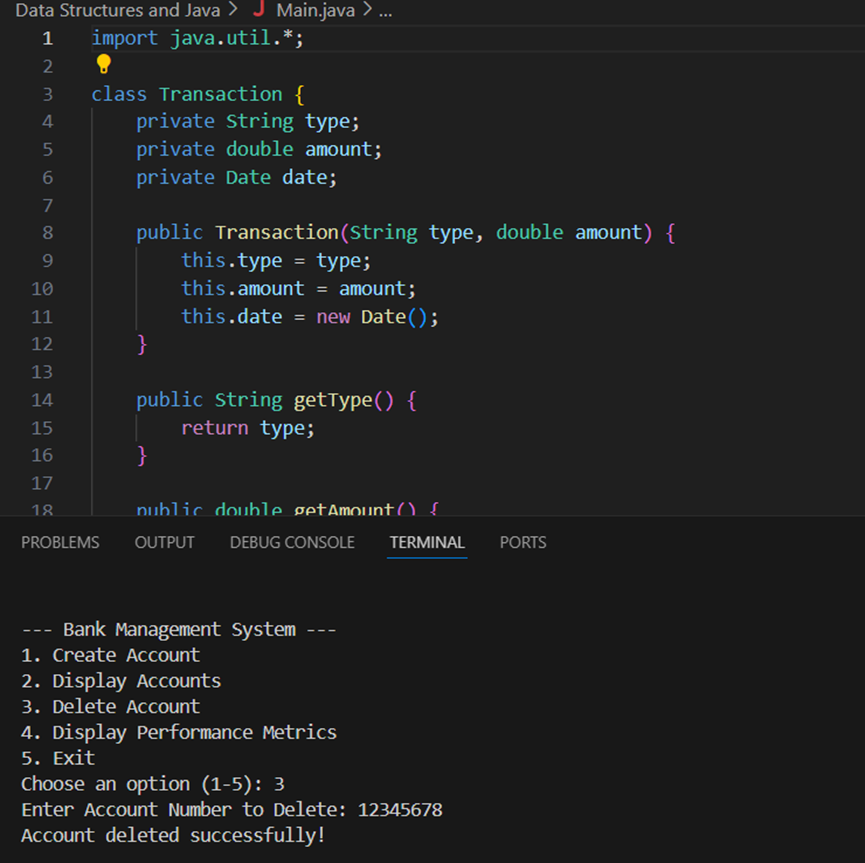 Data Structures and Java > J Main.java > ...
1 import java.util.*;
2
3 class Transaction {
4 private String type;
5 private double amount;
6 private Date date;
7
8 public Transaction(String type, double amount) {
9 this.type = type;
10 this.amount = amount;
11 this.date = new Date();
12 }
13
14 public String getType() {
15 return type;
16 }
17
18 public double getAmount() {
PROBLEMS OUTPUT DEBUG CONSOLE TERMINAL PORTS
--- Bank Management System ---
1. Create Account
2. Display Accounts
3. Delete Account
4. Display Performance Metrics
5. Exit
Choose an option (1-5): 3
Enter Account Number to Delete: 12345678
Account deleted successfully!